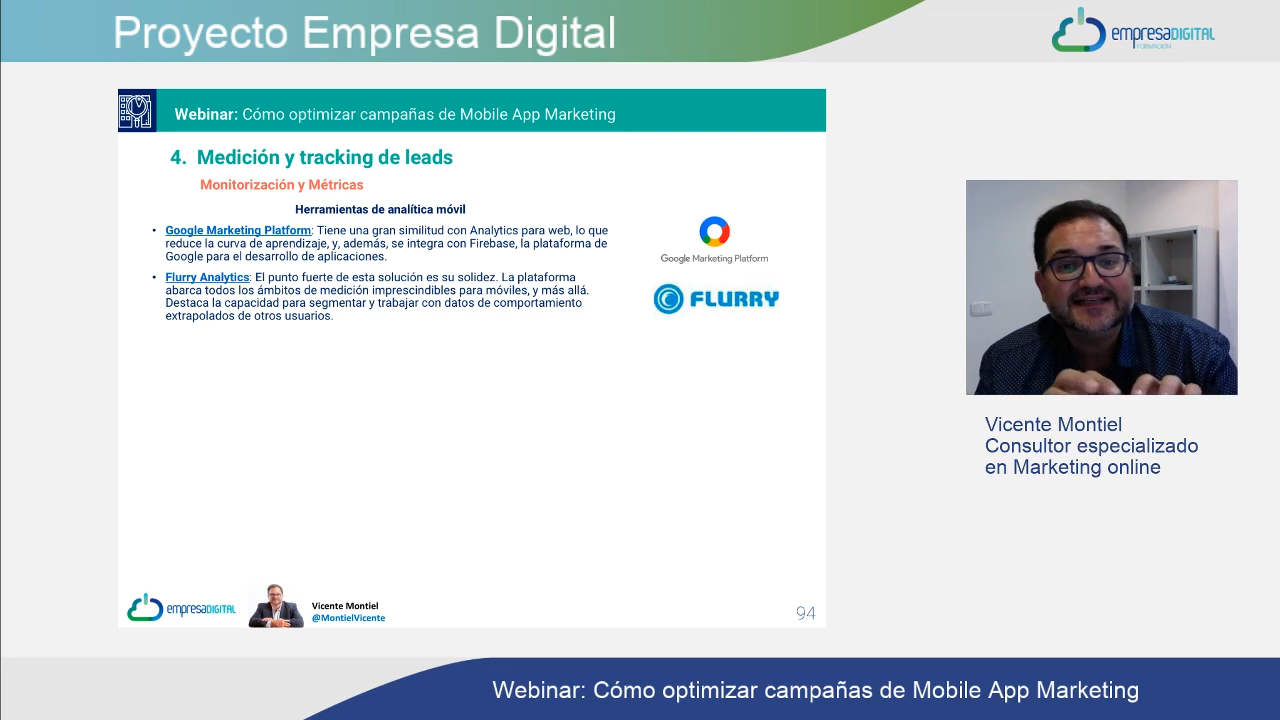 Proyecto Empresa Digital
empresaDIGITAL
FORMACIÓN
Webinar: Cómo optimizar campañas de Mobile App Marketing
4. Medición y tracking de leads
Monitorización y Métricas
Herramientas de analítica móvil
• Google Marketing Platform: Tiene una gran similitud con Analytics para web, lo que
reduce la curva de aprendizaje, y, además, se integra con Firebase, la plataforma de
Google para el desarrollo de aplicaciones.
Google Marketing Platform
• Flurry Analytics: El punto fuerte de esta solución es su solidez. La plataforma
abarca todos los ámbitos de medición imprescindibles para móviles, y más allá.
Destaca la capacidad para segmentar y trabajar con datos de comportamiento
extrapolados de otros usuarios.
FLURRY
Vicente Montiel
Consultor especializado
en Marketing online
empresaDIGITAL
Vicente Montiel
@MontielVicente
94
Webinar: Cómo optimizar campañas de Mobile App Marketing